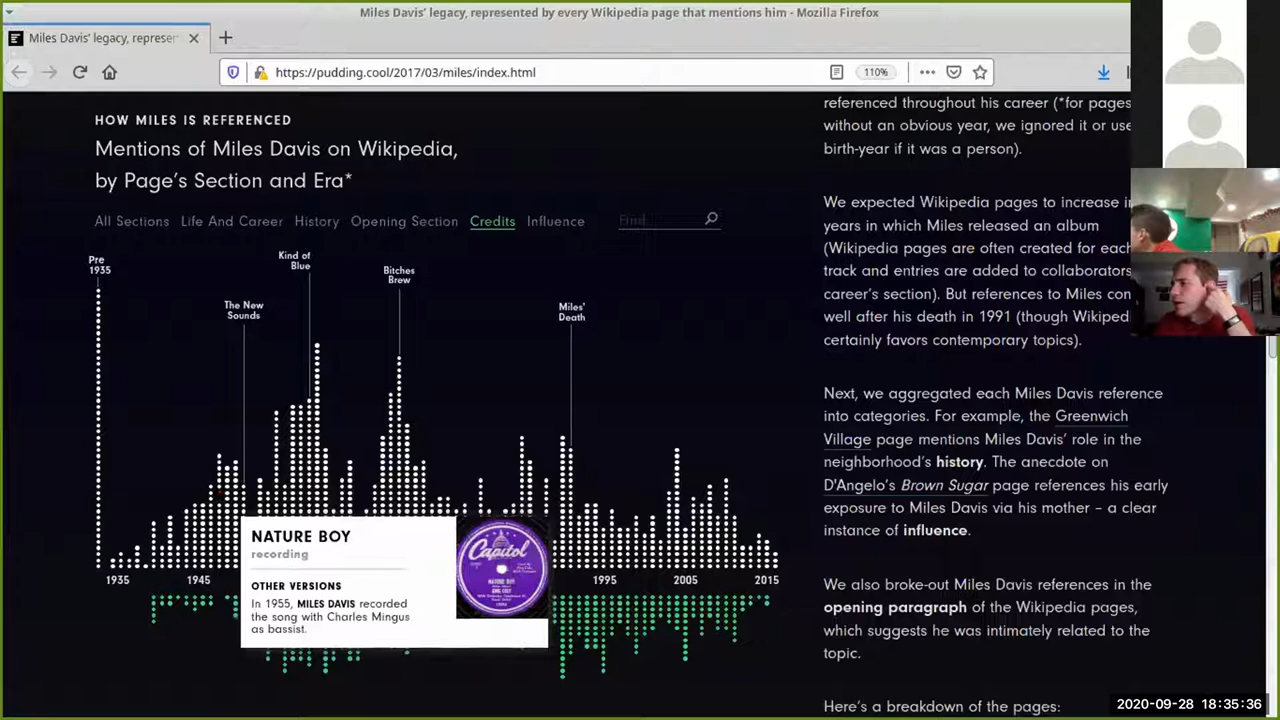 Miles Davis' legacy, represented by every Wikipedia page that mentions him - Mozilla Firefox
Miles Davis' legacy, represen
https://pudding.cool/2017/03/miles/index.html
110%
HOW MILES IS REFERENCED
Mentions of Miles Davis on Wikipedia,
by Page's Section and Era*
All Sections Life And Career History Opening Section Credits Influence Find
Pre
1935
The New
Sounds
Kind of
Blue
Bitches
Brew
Miles'
Death
1935 1945 1995 2005 2015
NATURE BOY
recording
OTHER VERSIONS
In 1955, MILES DAVIS recorded
the song with Charles Mingus
as bassist.
Capitol
NATURE BOY
KING COLE
referenced throughout his career (*for pages
without an obvious year, we ignored it or use
birth-year if it was a person).
We expected Wikipedia pages to increase in
years in which Miles released an album
(Wikipedia pages are often created for each
track and entries are added to collaborators
career's section). But references to Miles con
well after his death in 1991 (though Wikiped
certainly favors contemporary topics).
Next, we aggregated each Miles Davis reference
into categories. For example, the Greenwich
Village page mentions Miles Davis' role in the
neighborhood's history. The anecdote on
D'Angelo's Brown Sugar page references his early
exposure to Miles Davis via his mother – a clear
instance of influence.
We also broke-out Miles Davis references in the
opening paragraph of the Wikipedia pages,
which suggests he was intimately related to the
topic.
Here's a breakdown of the pages:
2020-09-28 18:35:36